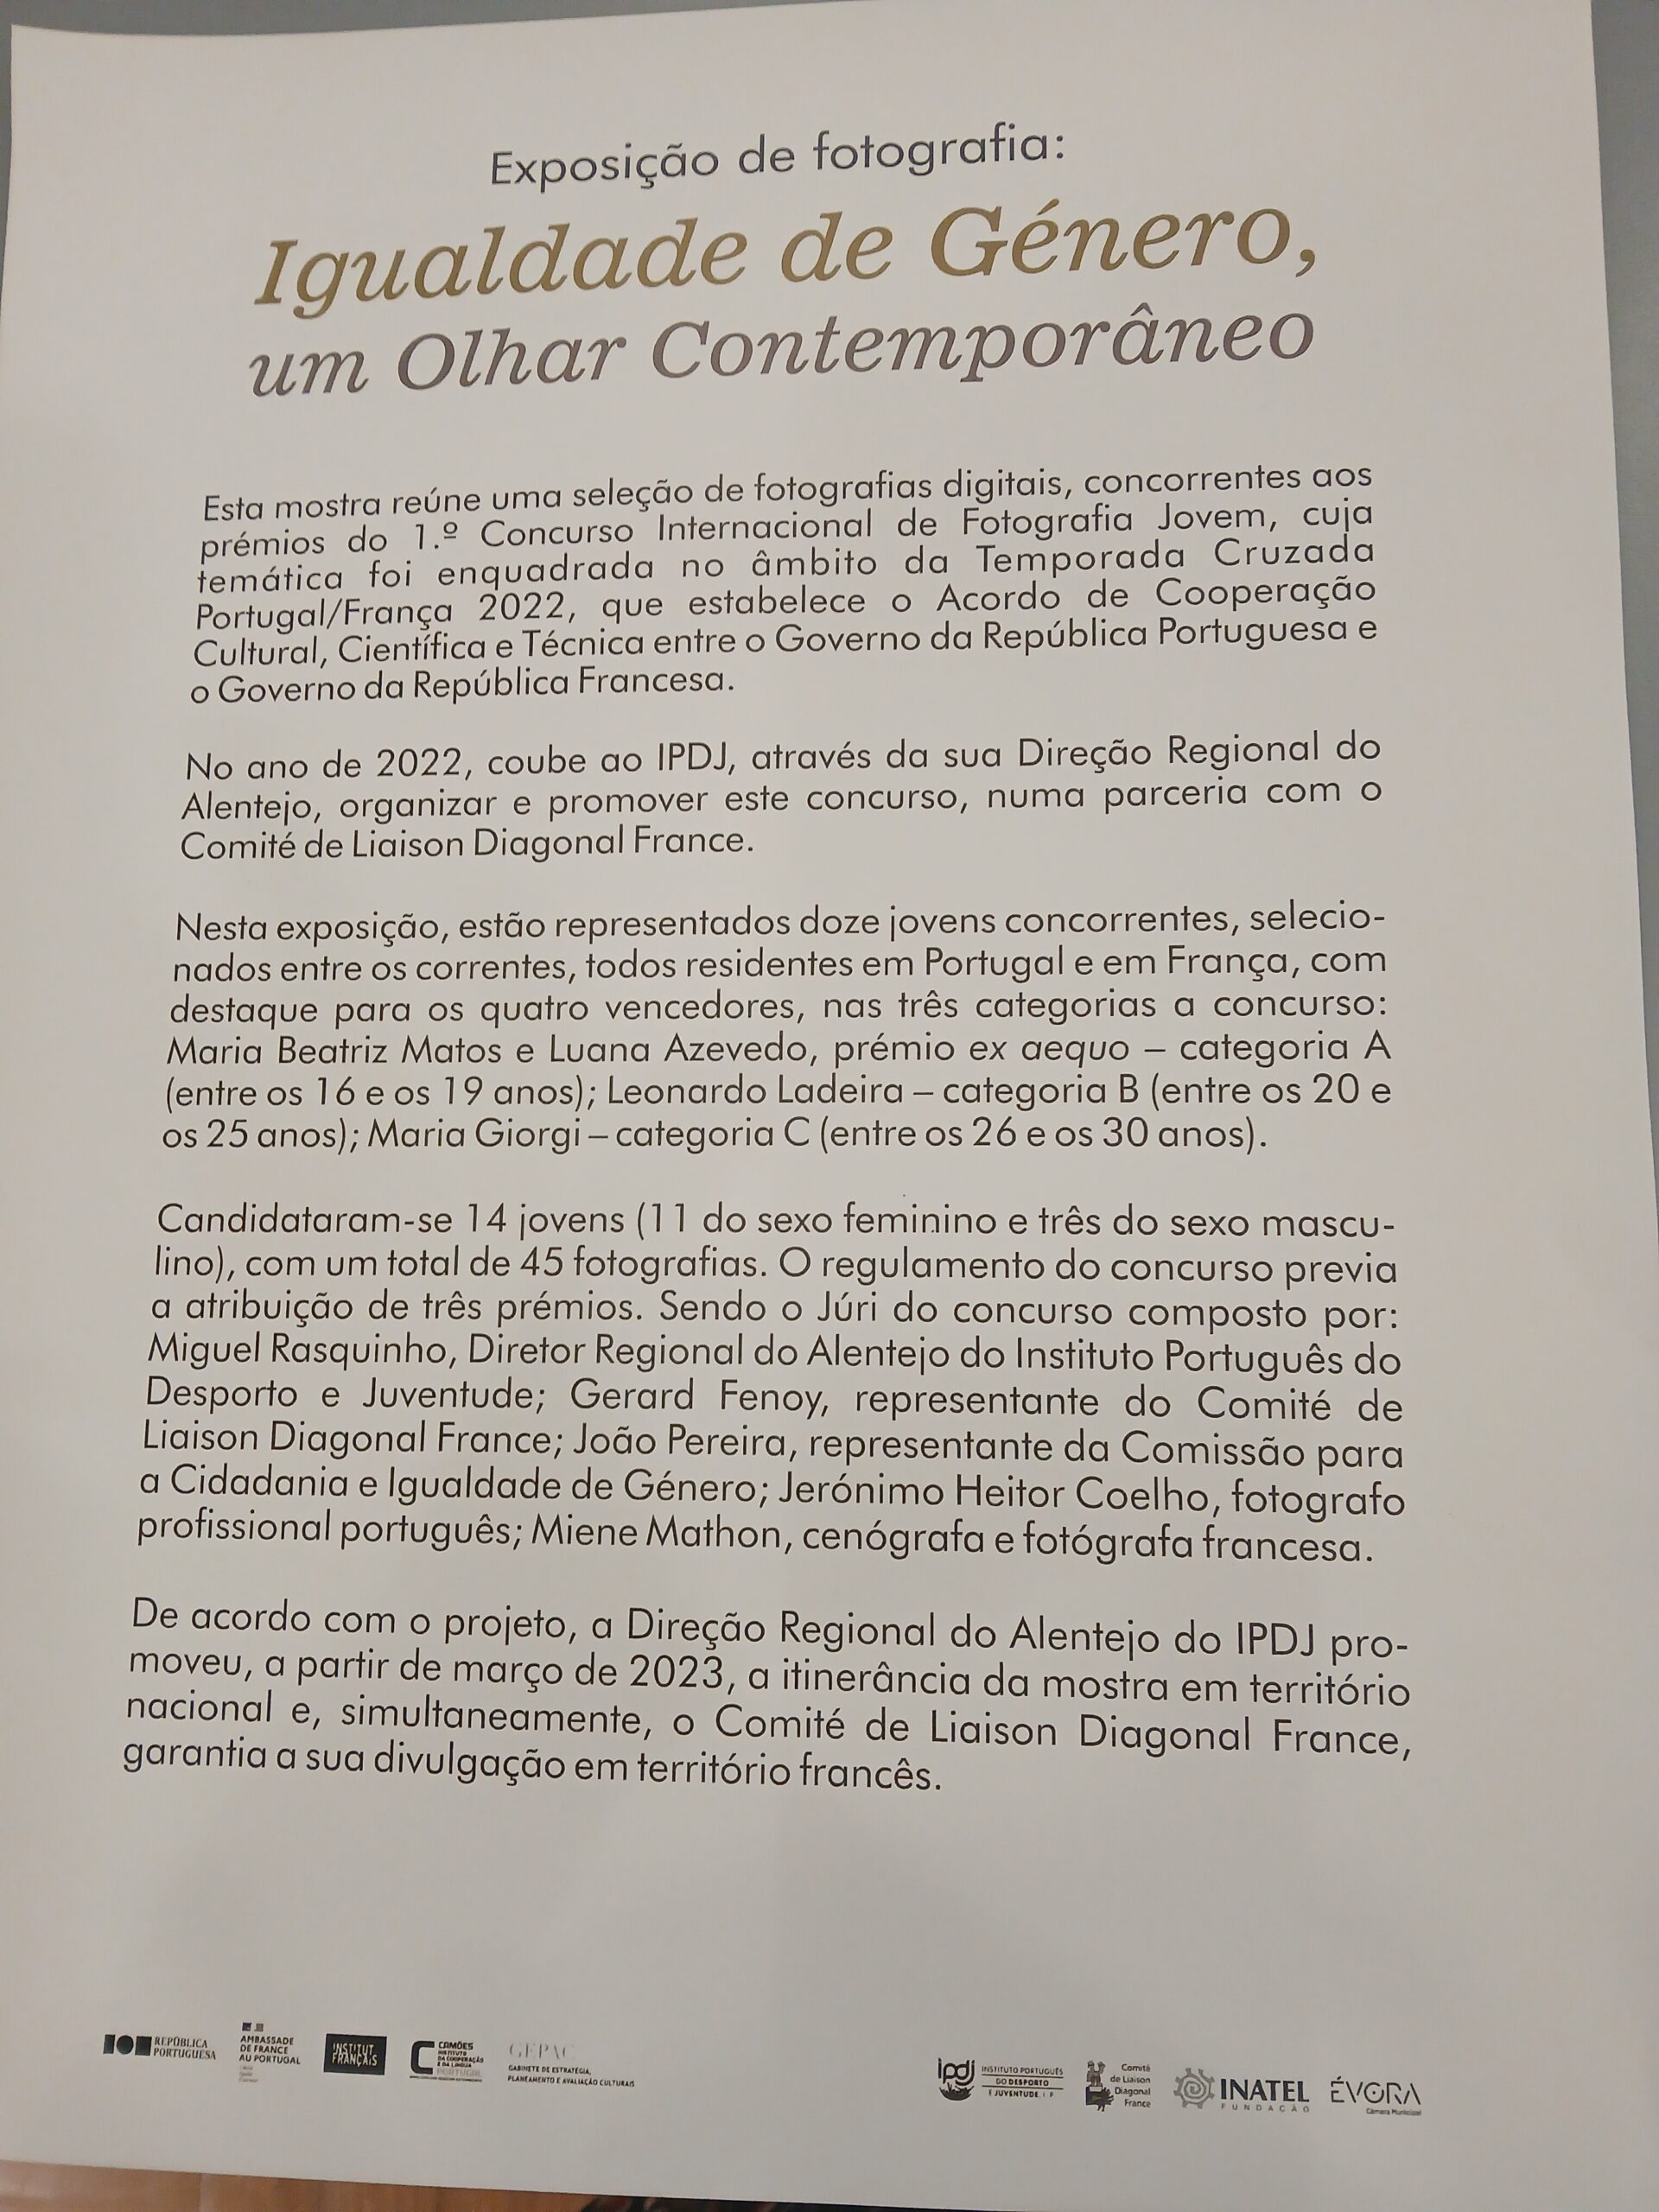 Exposição de fotografia:
Igualdade de Género,
um Olhar Contemporâneo
Esta mostra reúne uma seleção de fotografias digitais, concorrentes aos
prémios do 1.º Concurso Internacional de Fotografia Jovem, cuja
temática foi enquadrada no âmbito da Temporada Cruzada
Portugal/França 2022, que estabelece o Acordo de Cooperação
Cultural, Científica e Técnica entre o Governo da República Portuguesa e
o Governo da República Francesa.
No ano de 2022, coube ao IPDJ, através da sua Direção Regional do
Alentejo, organizar e promover este concurso, numa parceria com o
Comité de Liaison Diagonal France.
Nesta exposição, estão representados doze jovens concorrentes, selecio-
nados entre os correntes, todos residentes em Portugal e em França, com
destaque para os quatro vencedores, nas três categorias a concurso:
Maria Beatriz Matos e Luana Azevedo, prémio ex aequo – categoria A
(entre os 16 e os 19 anos); Leonardo Ladeira – categoria B (entre os 20 e
os 25 anos); Maria Giorgi – categoria C (entre os 26 e os 30 anos).
Candidataram-se 14 jovens (11 do sexo feminino e três do sexo mascu-
lino), com um total de 45 fotografias. O regulamento do concurso previa
a atribuição de três prémios. Sendo o Júri do concurso composto por:
Miguel Rasquinho, Diretor Regional do Alentejo do Instituto Português do
Desporto e Juventude; Gerard Fenoy, representante do Comité de
Liaison Diagonal France; João Pereira, representante da Comissão para
a Cidadania e Igualdade de Género; Jerónimo Heitor Coelho, fotografo
profissional português; Miene Mathon, cenógrafa e fotógrafa francesa.
De acordo com o projeto, a Direção Regional do Alentejo do IPDJ pro-
moveu, a partir de março de 2023, a itinerância da mostra em território
nacional e, simultaneamente, o Comité de Liaison Diagonal France,
garantia a sua divulgação em território francês.
REPÚBLICA
PORTUGUESA
AMBASSADE
DE FRANCE
AU PORTUGAL
INSTITUT
FRANÇAIS
CAMÕES
INSTITUTO
DA COOPERAÇÃO
E DA LÍNGUA
PORTUGAL
GEPAC
GABINETE DE ESTRATÉGIA,
PLANEAMENTO E AVALIAÇÃO CULTURAIS
ipdj
INSTITUTO PORTUGUÊS
DO DESPORTO
E JUVENTUDE, I. P.
Comité
de Liaison
Diagonal
France
INATEL
FUNDAÇÃO
ÉVORA
Câmara Municipal